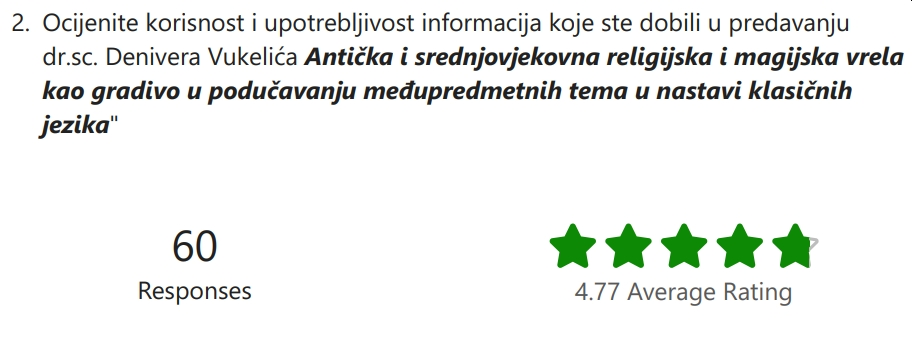 2. Ocijenite korisnost i upotrebljivost informacija koje ste dobili u predavanju
dr.sc. Denivera Vukelića Antička i srednjovjekovna religijska i magijska vrela
kao gradivo u podučavanju međupredmetnih tema u nastavi klasičnih
jezika"
60
Responses
4.77 Average Rating